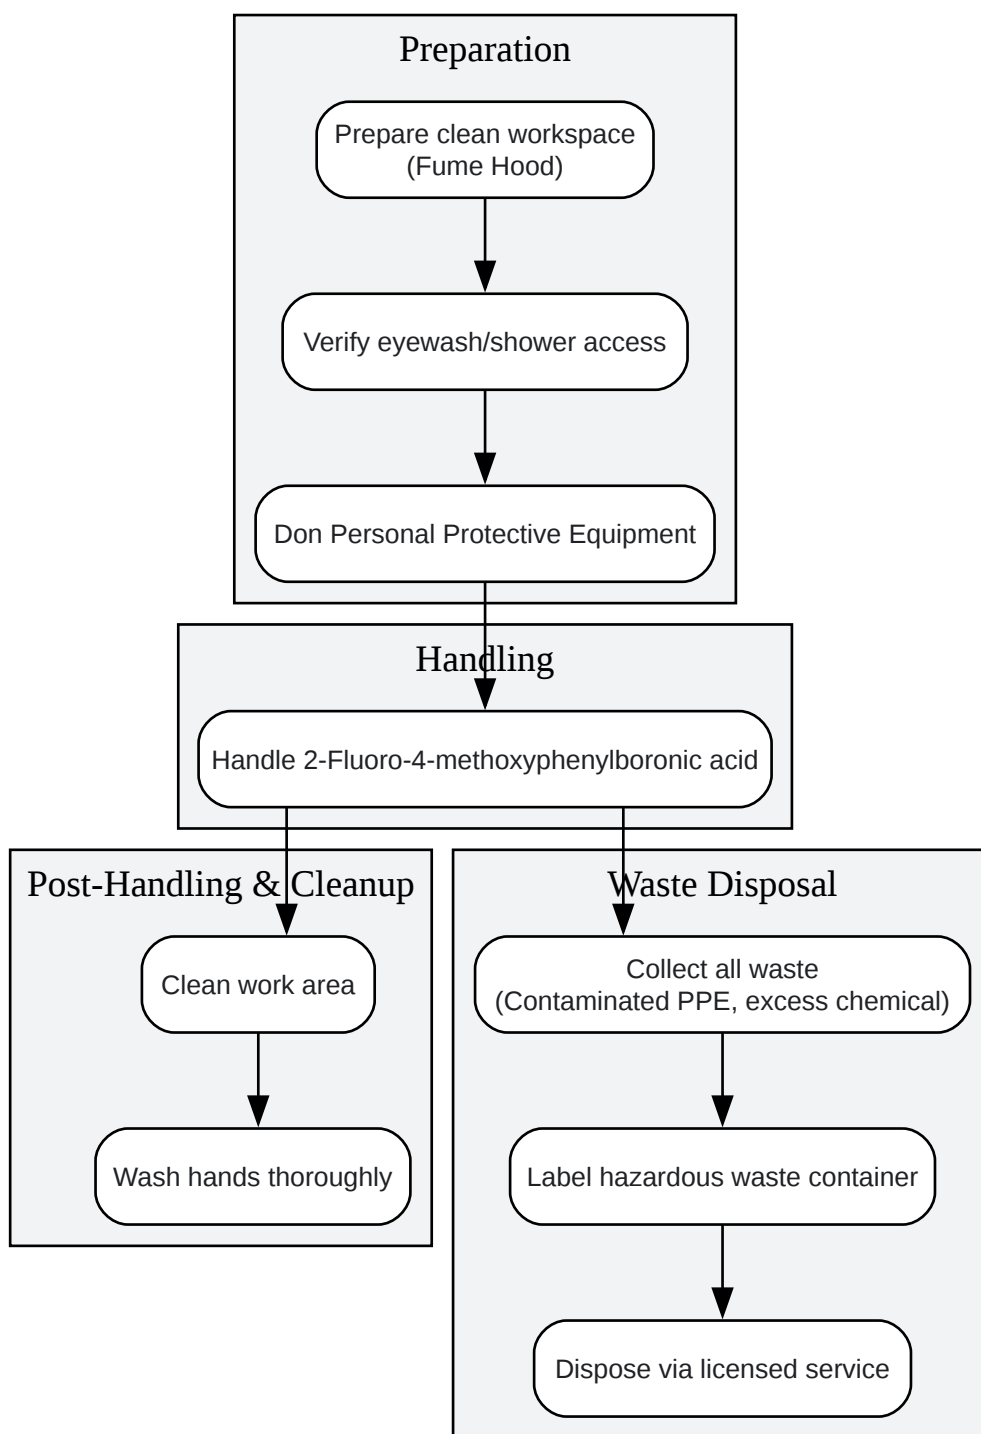 Preparation
Prepare clean workspace
(Fume Hood)
Verify eyewash/shower access
Don Personal Protective Equipment
Handling
Handle 2-Fluoro-4-methoxyphenylboronic acid
Post-Handling & Cleanup
Clean work area
Wash hands thoroughly
Waste Disposal
Collect all waste
(Contaminated PPE, excess chemical)
Label hazardous waste container
Dispose via licensed service